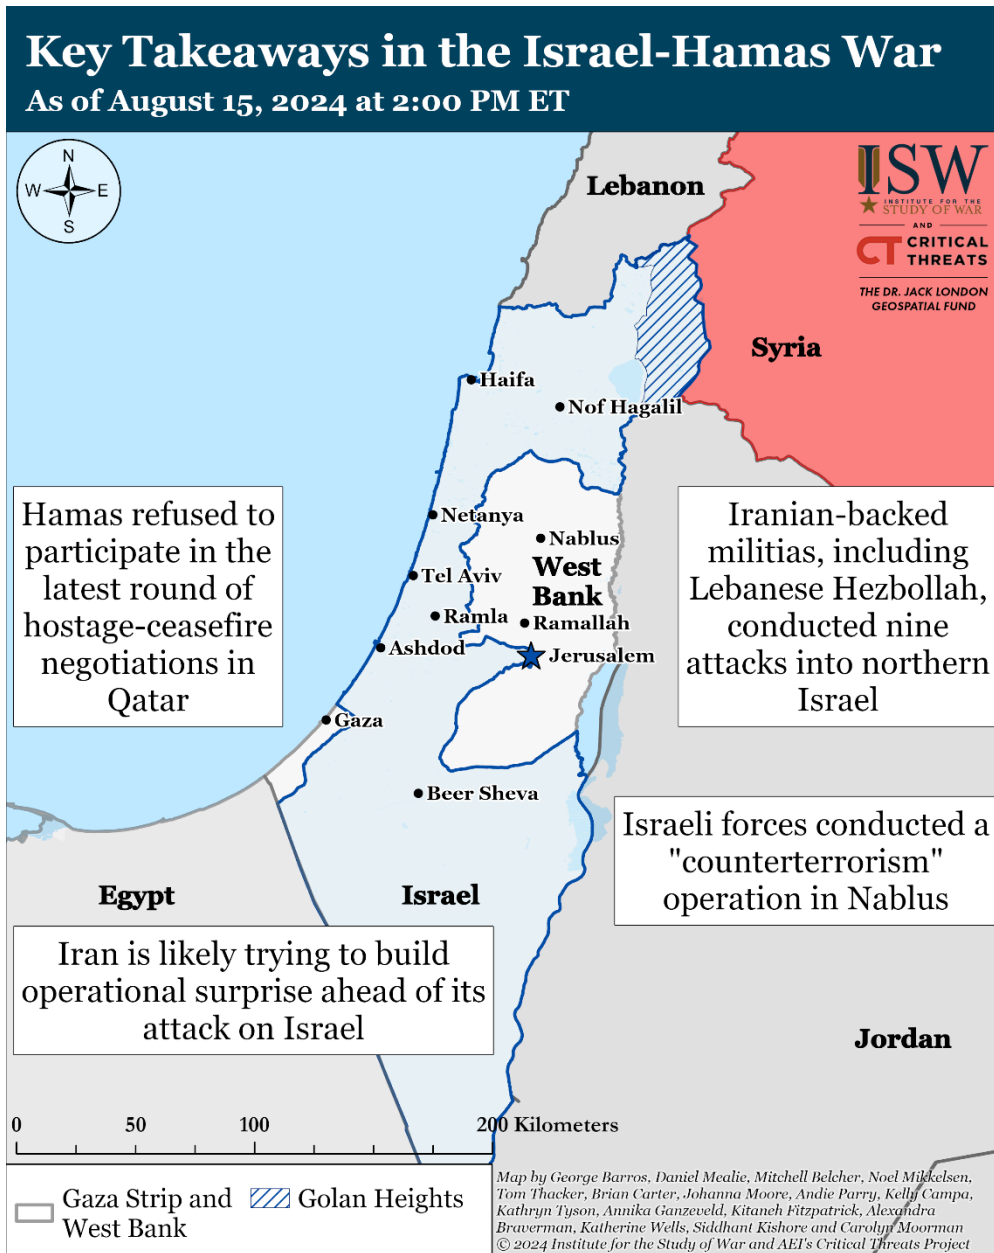 Key Takeaways in the Israel-Hamas War
As of August 15, 2024 at 2:00 PM ET
N
W
E
S
Lebanon
ISW
INSTITUTE FOR THE
STUDY OF WAR
AND
CT CRITICAL
THREATS
THE DR. JACK LONDON
GEOSPATIAL FUND
Syria
Haifa
Nof Hagalil
Hamas refused to
participate in the
latest round of
hostage-ceasefire
negotiations in
Qatar
Netanya
Nablus
West
Bank
Tel Aviv
Ramla
Ramallah
Ashdod
Jerusalem
Gaza
Beer Sheva
Iranian-backed
militias, including
Lebanese Hezbollah,
conducted nine
attacks into northern
Israel
Israeli forces conducted a
"counterterrorism"
operation in Nablus
Egypt
Israel
Iran is likely trying to build
operational surprise ahead of its
attack on Israel
Jordan
0 50 100 200 Kilometers
Gaza Strip and
West Bank
Golan Heights
Map by George Barros, Daniel Mealie, Mitchell Belcher, Noel Mikkelsen,
Tom Thacker, Brian Carter, Johanna Moore, Andie Parry, Kelly Campa,
Kathryn Tyson, Annika Ganzeveld, Kitaneh Fitzpatrick, Alexandra
Braverman, Katherine Wells, Siddhant Kishore and Carolyn Moorman
© 2024 Institute for the Study of War and AEI's Critical Threats Project